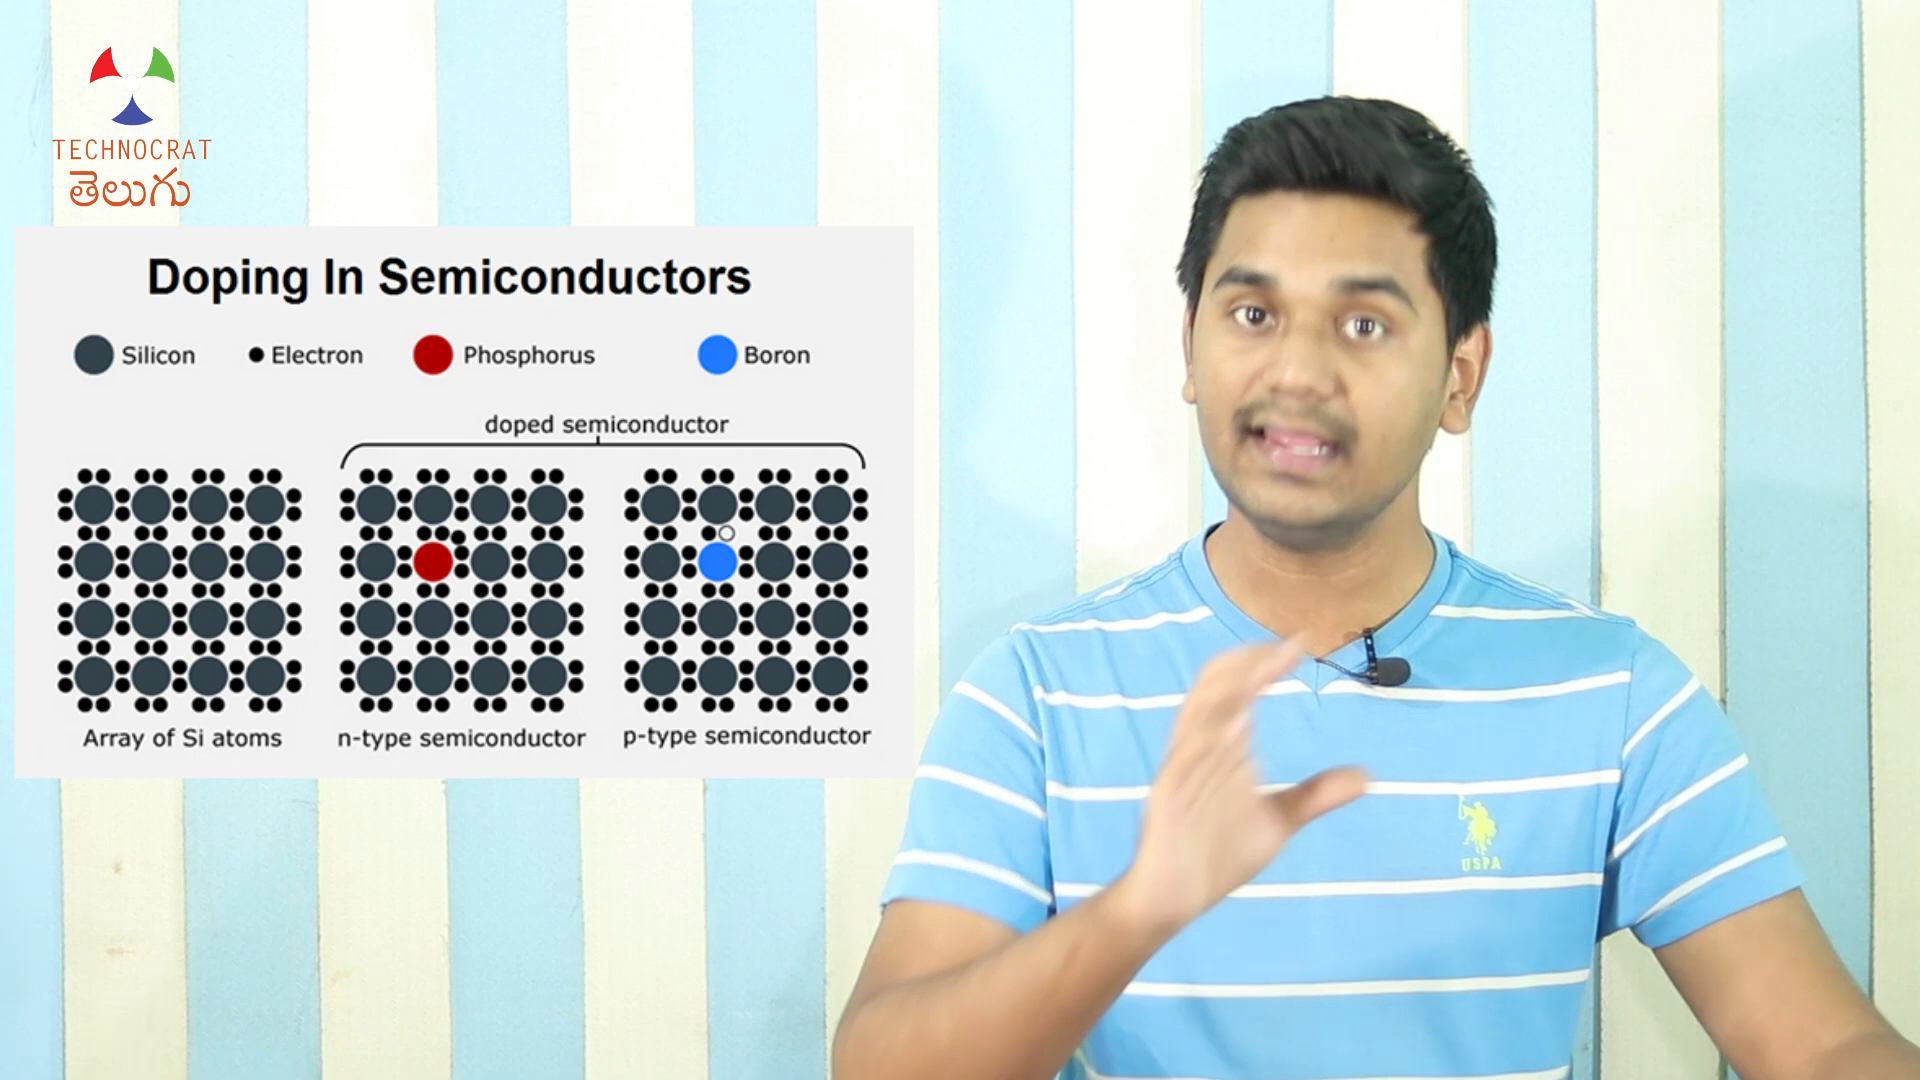 TECHNOCRAT
తెలుగు
Doping In Semiconductors
Silicon
Electron
Phosphorus
Boron
doped semiconductor
Array of Si atoms
n-type semiconductor
p-type semiconductor
USPA